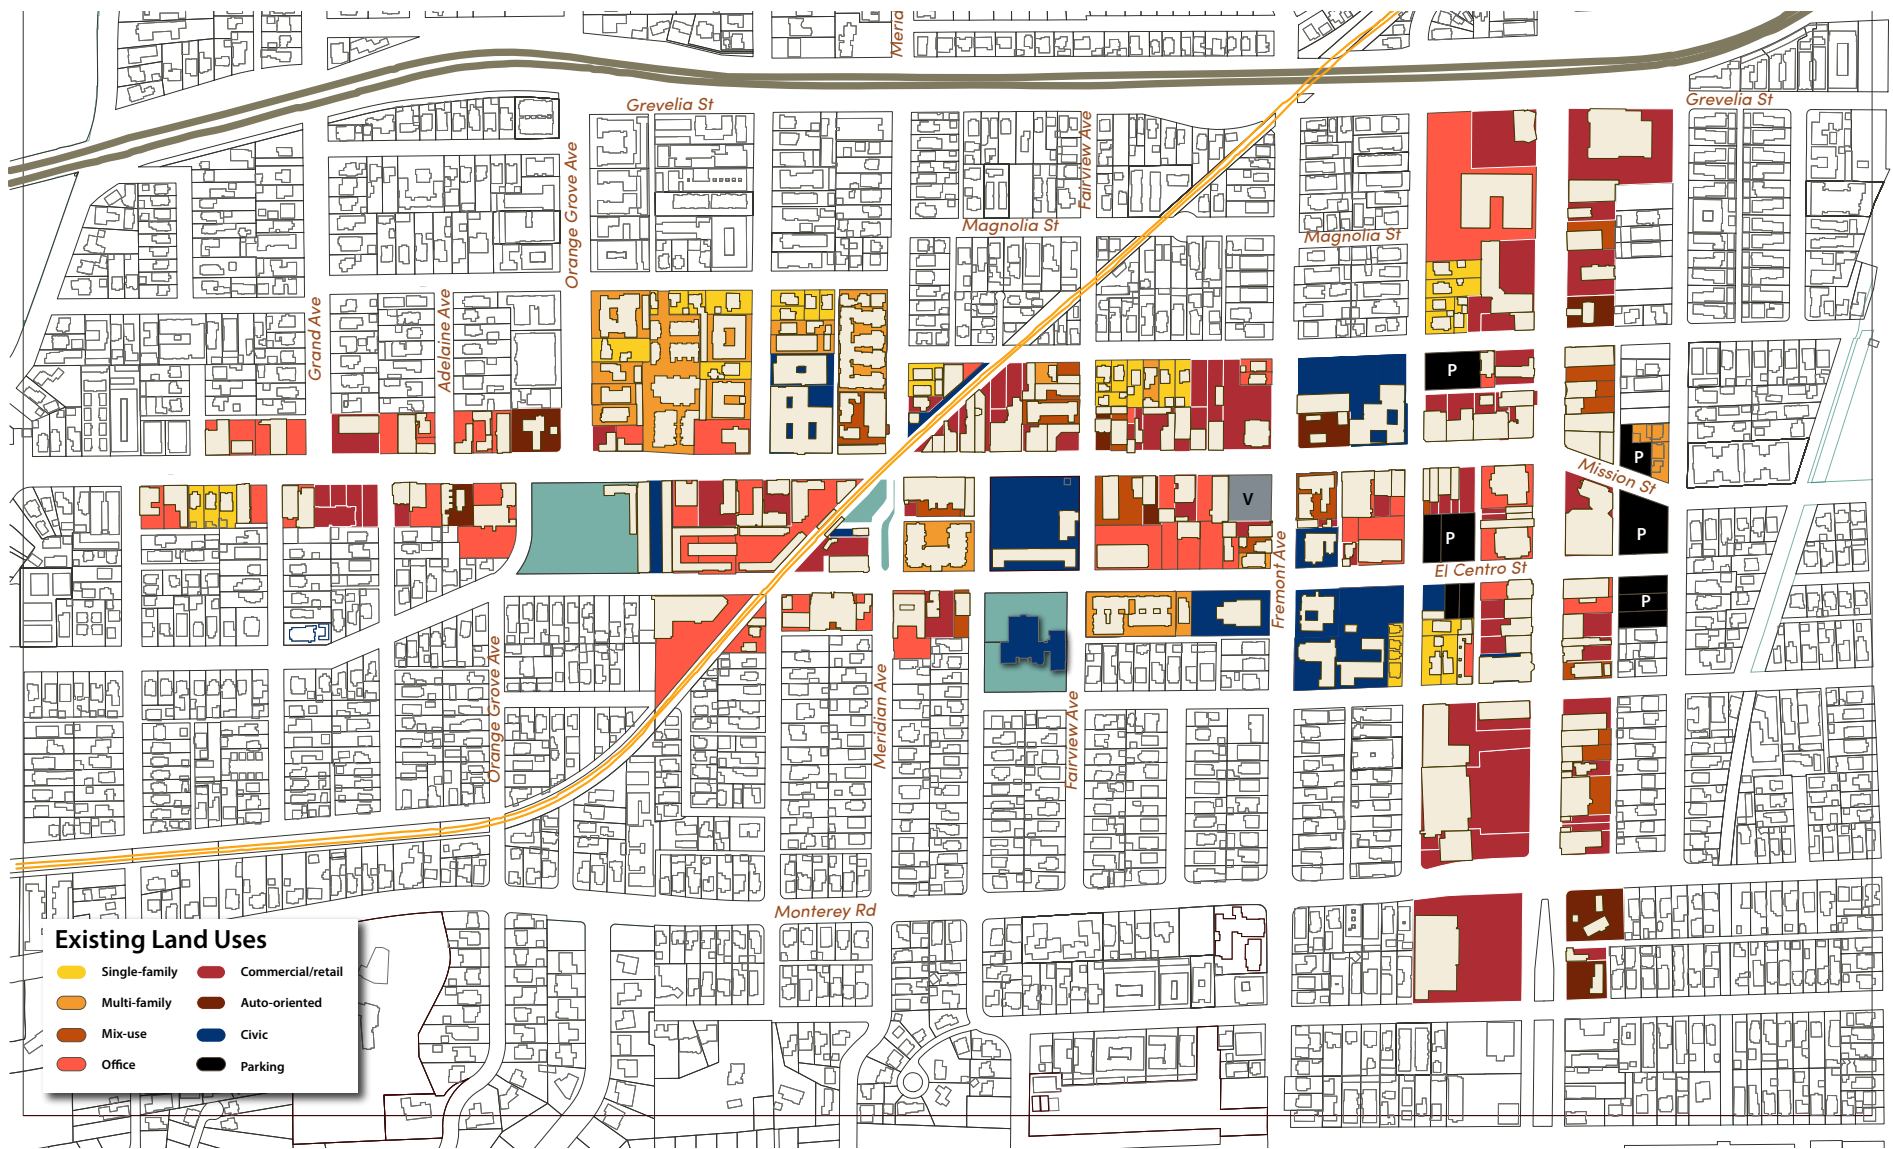 Merid
Grevelia St
Grevelia St
Orange Grove Ave
Fairview Ave
Magnolia St
Magnolia St
Grand Ave
Adelaine Ave
P
P
Mission St
V
P
P
Fremont Ave
El Centro St
P
Orange Grove Ave
Meridian Ave
Fairview Ave
Monterey Rd
Existing Land Uses
Single-family
Commercial/retail
Multi-family
Auto-oriented
Mix-use
Civic
Office
Parking